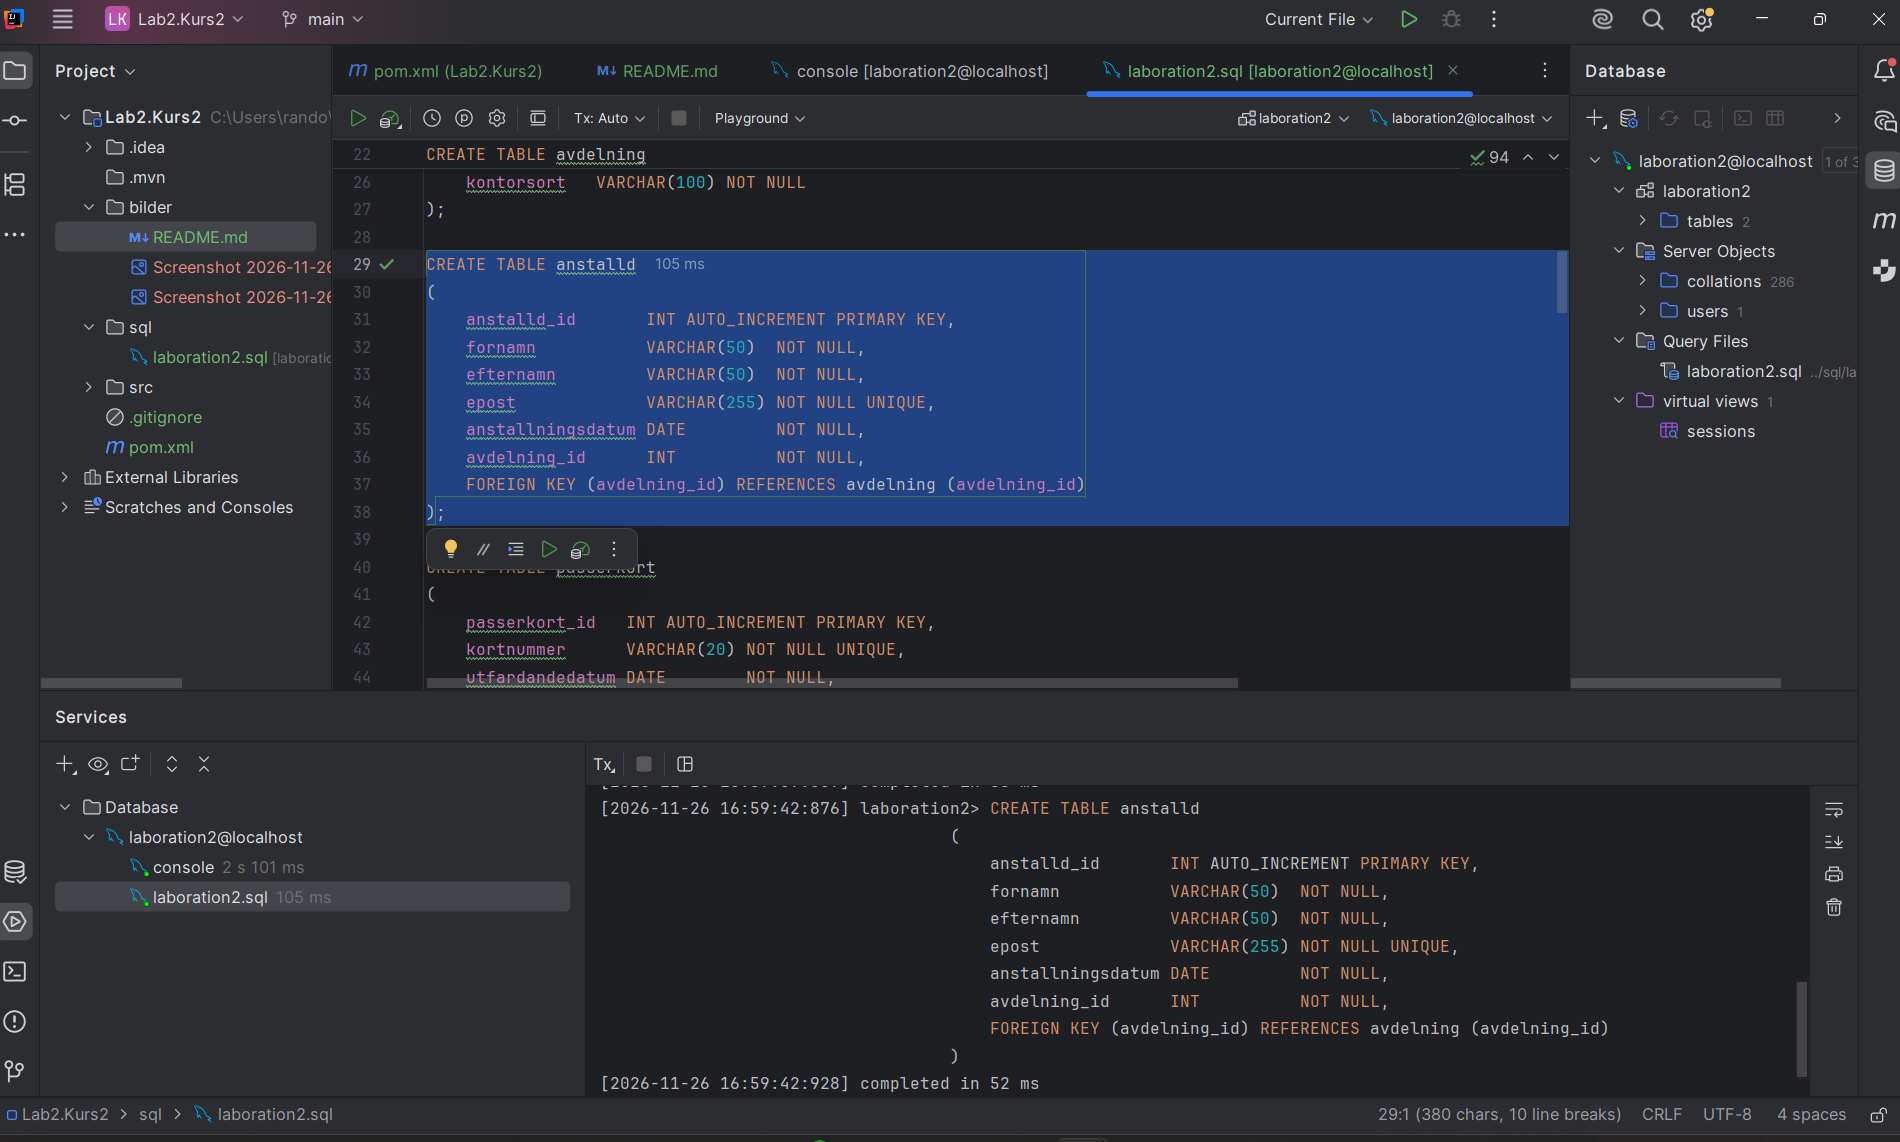 LK Lab2.Kurs2 main Current File
Project
Lab2.Kurs2 C:\Users\rando\
.idea
.mvn
bilder
M↓ README.md
Screenshot 2026-11-26
Screenshot 2026-11-26
sql
laboration2.sql [laboratio
src
.gitignore
m pom.xml
External Libraries
Scratches and Consoles
m pom.xml (Lab2.Kurs2) M↓ README.md console [laboration2@localhost] laboration2.sql [laboration2@localhost]
Tx: Auto Playground laboration2 laboration2@localhost
94
22 CREATE TABLE avdelning
26 kontorsort VARCHAR(100) NOT NULL
27 );
28
29 CREATE TABLE anstalld 105 ms
30 (
31 anstalld_id INT AUTO_INCREMENT PRIMARY KEY,
32 fornamn VARCHAR(50) NOT NULL,
33 efternamn VARCHAR(50) NOT NULL,
34 epost VARCHAR(255) NOT NULL UNIQUE,
35 anstallningsdatum DATE NOT NULL,
36 avdelning_id INT NOT NULL,
37 FOREIGN KEY (avdelning_id) REFERENCES avdelning (avdelning_id)
38 );
39
40 CREATE TABLE passerkort
41 (
42 passerkort_id INT AUTO_INCREMENT PRIMARY KEY,
43 kortnummer VARCHAR(20) NOT NULL UNIQUE,
44 utfardandedatum DATE NOT NULL,
Database
laboration2@localhost 1 of 3
laboration2
tables 2
Server Objects
collations 286
users 1
Query Files
laboration2.sql ../sql/la
virtual views 1
sessions
m
Services
Database
laboration2@localhost
console 2 s 101 ms
laboration2.sql 105 ms
Tx
[2026-11-26 16:59:42:876] laboration2> CREATE TABLE anstalld
(
anstalld_id INT AUTO_INCREMENT PRIMARY KEY,
fornamn VARCHAR(50) NOT NULL,
efternamn VARCHAR(50) NOT NULL,
epost VARCHAR(255) NOT NULL UNIQUE,
anstallningsdatum DATE NOT NULL,
avdelning_id INT NOT NULL,
FOREIGN KEY (avdelning_id) REFERENCES avdelning (avdelning_id)
)
[2026-11-26 16:59:42:928] completed in 52 ms
Lab2.Kurs2 > sql > laboration2.sql
29:1 (380 chars, 10 line breaks) CRLF UTF-8 4 spaces